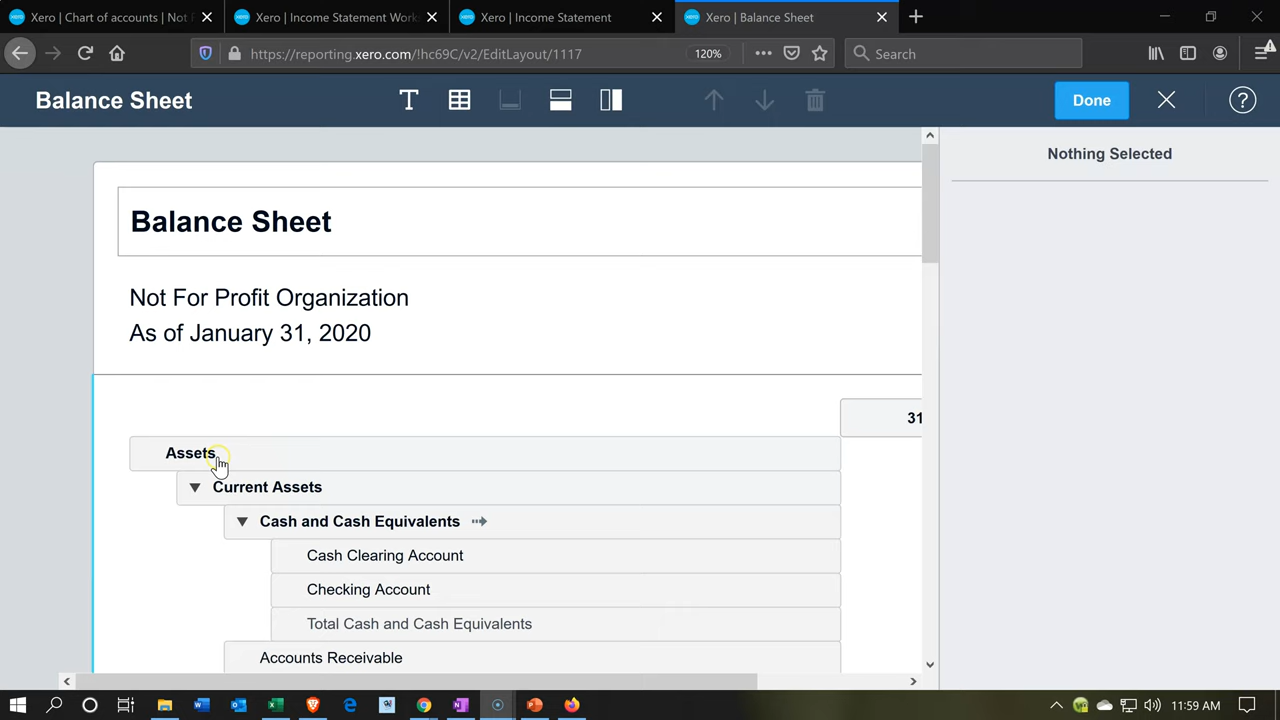 Xero | Chart of accounts | Not F
Xero | Income Statement Works
Xero | Income Statement
Xero | Balance Sheet
https://reporting.xero.com/!hc69C/v2/EditLayout/1117
120%
Search
Balance Sheet
Done
Nothing Selected
Balance Sheet
Not For Profit Organization
As of January 31, 2020
31
Assets
Current Assets
Cash and Cash Equivalents
Cash Clearing Account
Checking Account
Total Cash and Cash Equivalents
Accounts Receivable
11:59 AM